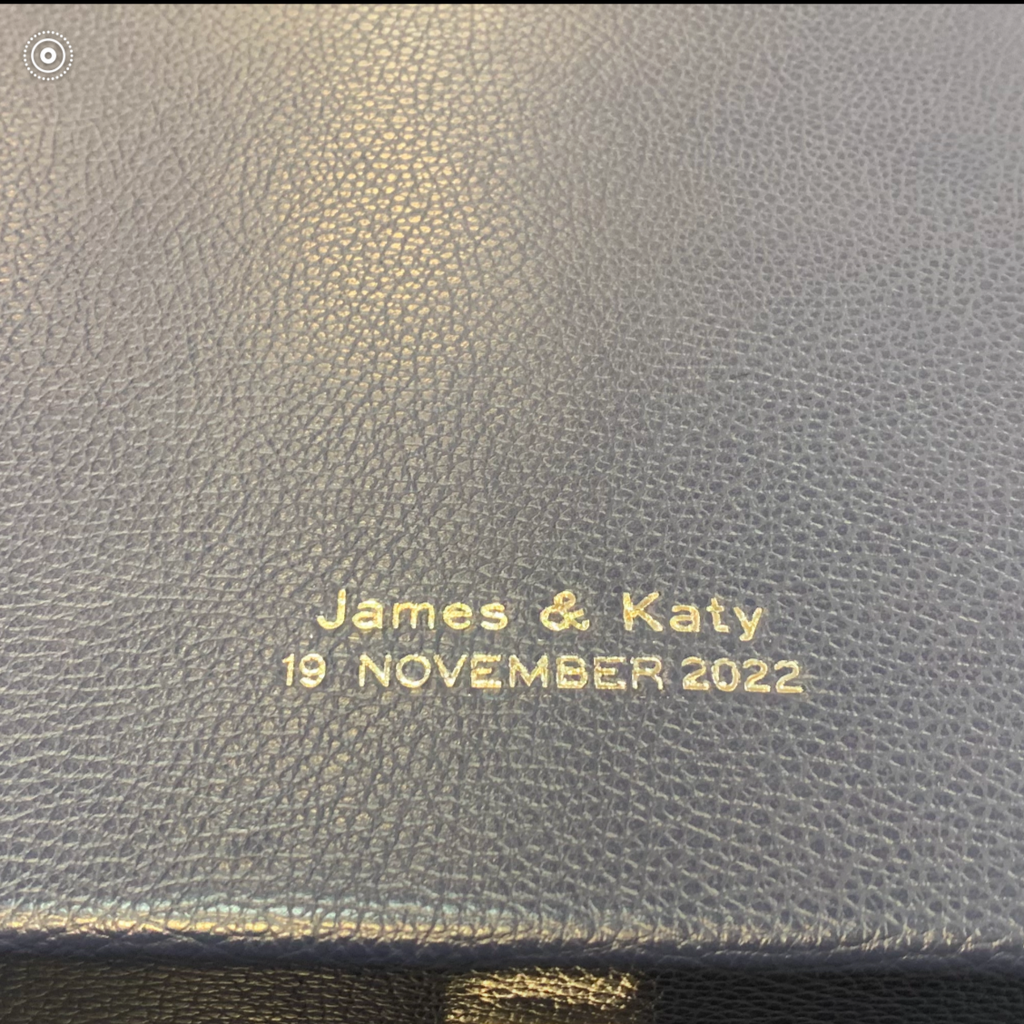 James & Katy
19 NOVEMBER 2022